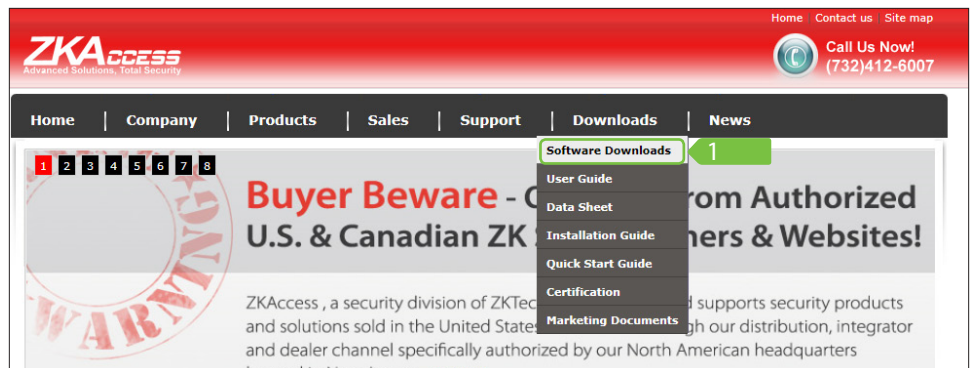 Home Contact us Site map
ZKAccess
Advanced Solutions, Total Security
Call Us Now!
(732)412-6007
Home Company Products Sales Support Downloads News
1 2 3 4 5 6 7 8
Software Downloads 1
User Guide
Data Sheet
Installation Guide
Quick Start Guide
Certification
Marketing Documents
WARNING
Buyer Beware - rom Authorized
U.S. & Canadian ZK ners & Websites!
ZKAccess , a security division of ZKTec d supports security products
and solutions sold in the United State gh our distribution, integrator
and dealer channel specifically authorized by our North American headquarters